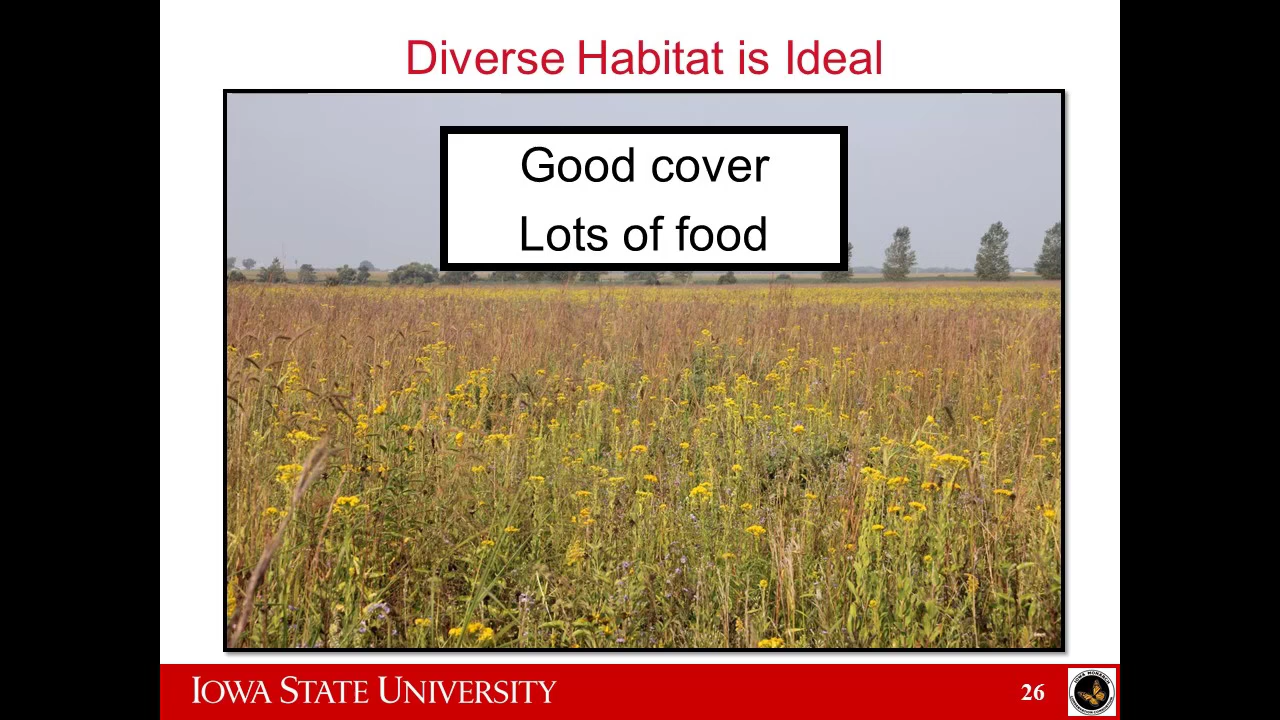 Diverse Habitat is Ideal
Good cover
Lots of food
IOWA STATE UNIVERSITY
26